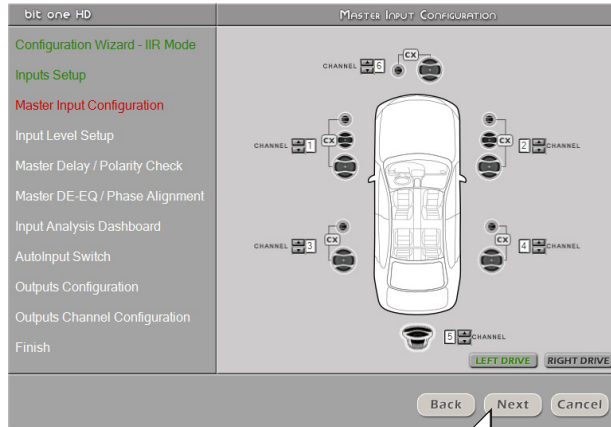 bit one HD
Master Input Configuration
Configuration Wizard - IIR Mode
Inputs Setup
Master Input Configuration
Input Level Setup
Master Delay / Polarity Check
Master DE-EQ / Phase Alignment
Input Analysis Dashboard
AutoInput Switch
Outputs Configuration
Outputs Channel Configuration
Finish
CHANNEL 6 CX
CHANNEL 1 CX
CX 2 CHANNEL
CHANNEL 3 CX
CX 4 CHANNEL
5 CHANNEL
LEFT DRIVE RIGHT DRIVE
Back Next Cancel